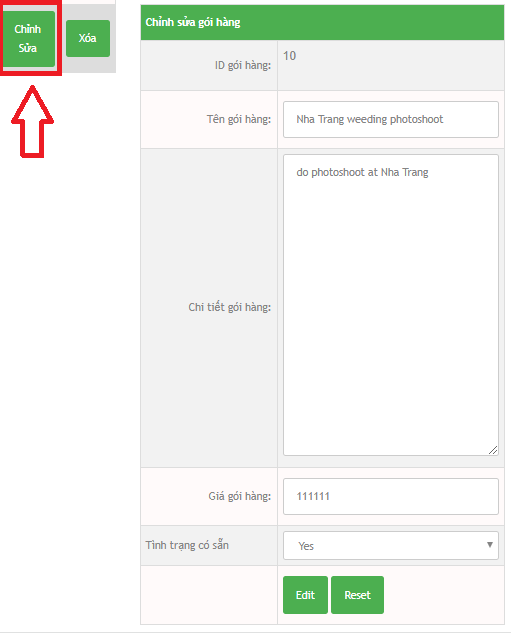 Chỉnh
Sửa
Xóa
Chỉnh sửa gói hàng
ID gói hàng:
10
Tên gói hàng:
Nha Trang weeding photoshoot
Chi tiết gói hàng:
do photoshoot at Nha Trang
Giá gói hàng:
111111
Tình trạng có sẵn
Yes
Edit
Reset